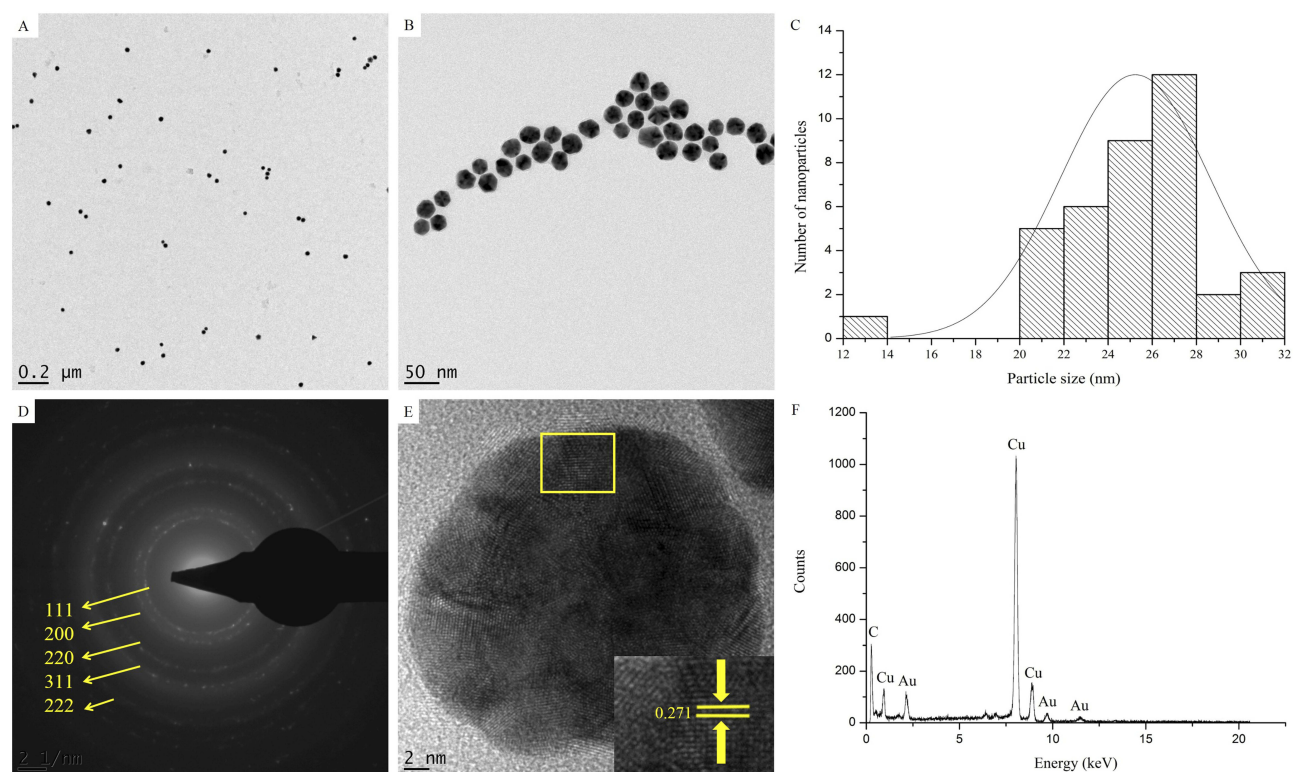 A
0.2 µm
B
50 nm
C
14
12
10
8
6
4
2
0
Number of nanoparticles
12 14 16 18 20 22 24 26 28 30 32
Particle size (nm)
D
111
200
220
311
222
2 1/nm
E
0.271
2 nm
F
1200
1000
800
600
400
200
0
Counts
C
Cu
Au
Cu
Cu
Au
Au
0 5 10 15 20
Energy (keV)